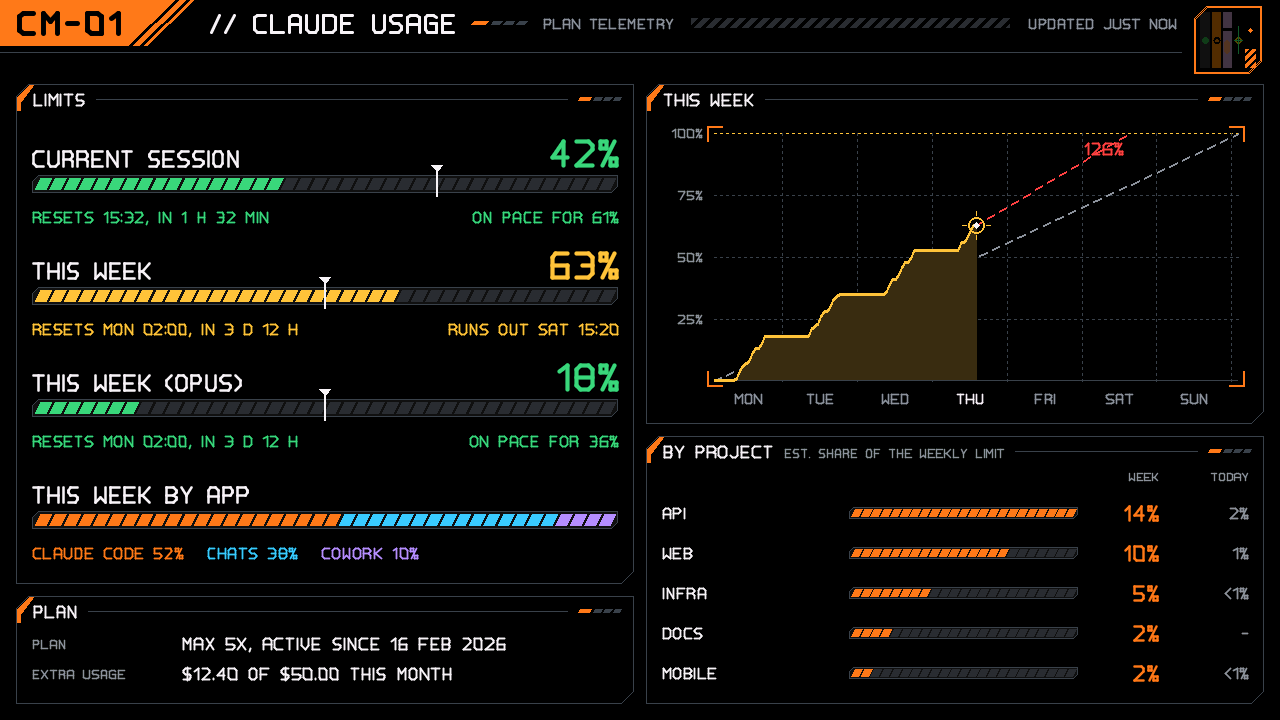 CM-01 // CLAUDE USAGE PLAN TELEMETRY UPDATED JUST NOW
LIMITS
CURRENT SESSION 42%
RESETS 15:32, IN 1 H 32 MIN ON PACE FOR 61%
THIS WEEK 63%
RESETS MON 02:00, IN 3 D 12 H RUNS OUT SAT 15:20
THIS WEEK (OPUS) 18%
RESETS MON 02:00, IN 3 D 12 H ON PACE FOR 36%
THIS WEEK BY APP
CLAUDE CODE 52% CHATS 38% COWORK 10%
PLAN
PLAN MAX 5X, ACTIVE SINCE 16 FEB 2026
EXTRA USAGE $12.40 OF $50.00 THIS MONTH
THIS WEEK
100%
126%
75%
50%
25%
MON TUE WED THU FRI SAT SUN
BY PROJECT EST. SHARE OF THE WEEKLY LIMIT
WEEK TODAY
API 14% 2%
WEB 10% 1%
INFRA 5% <1%
DOCS 2% -
MOBILE 2% <1%